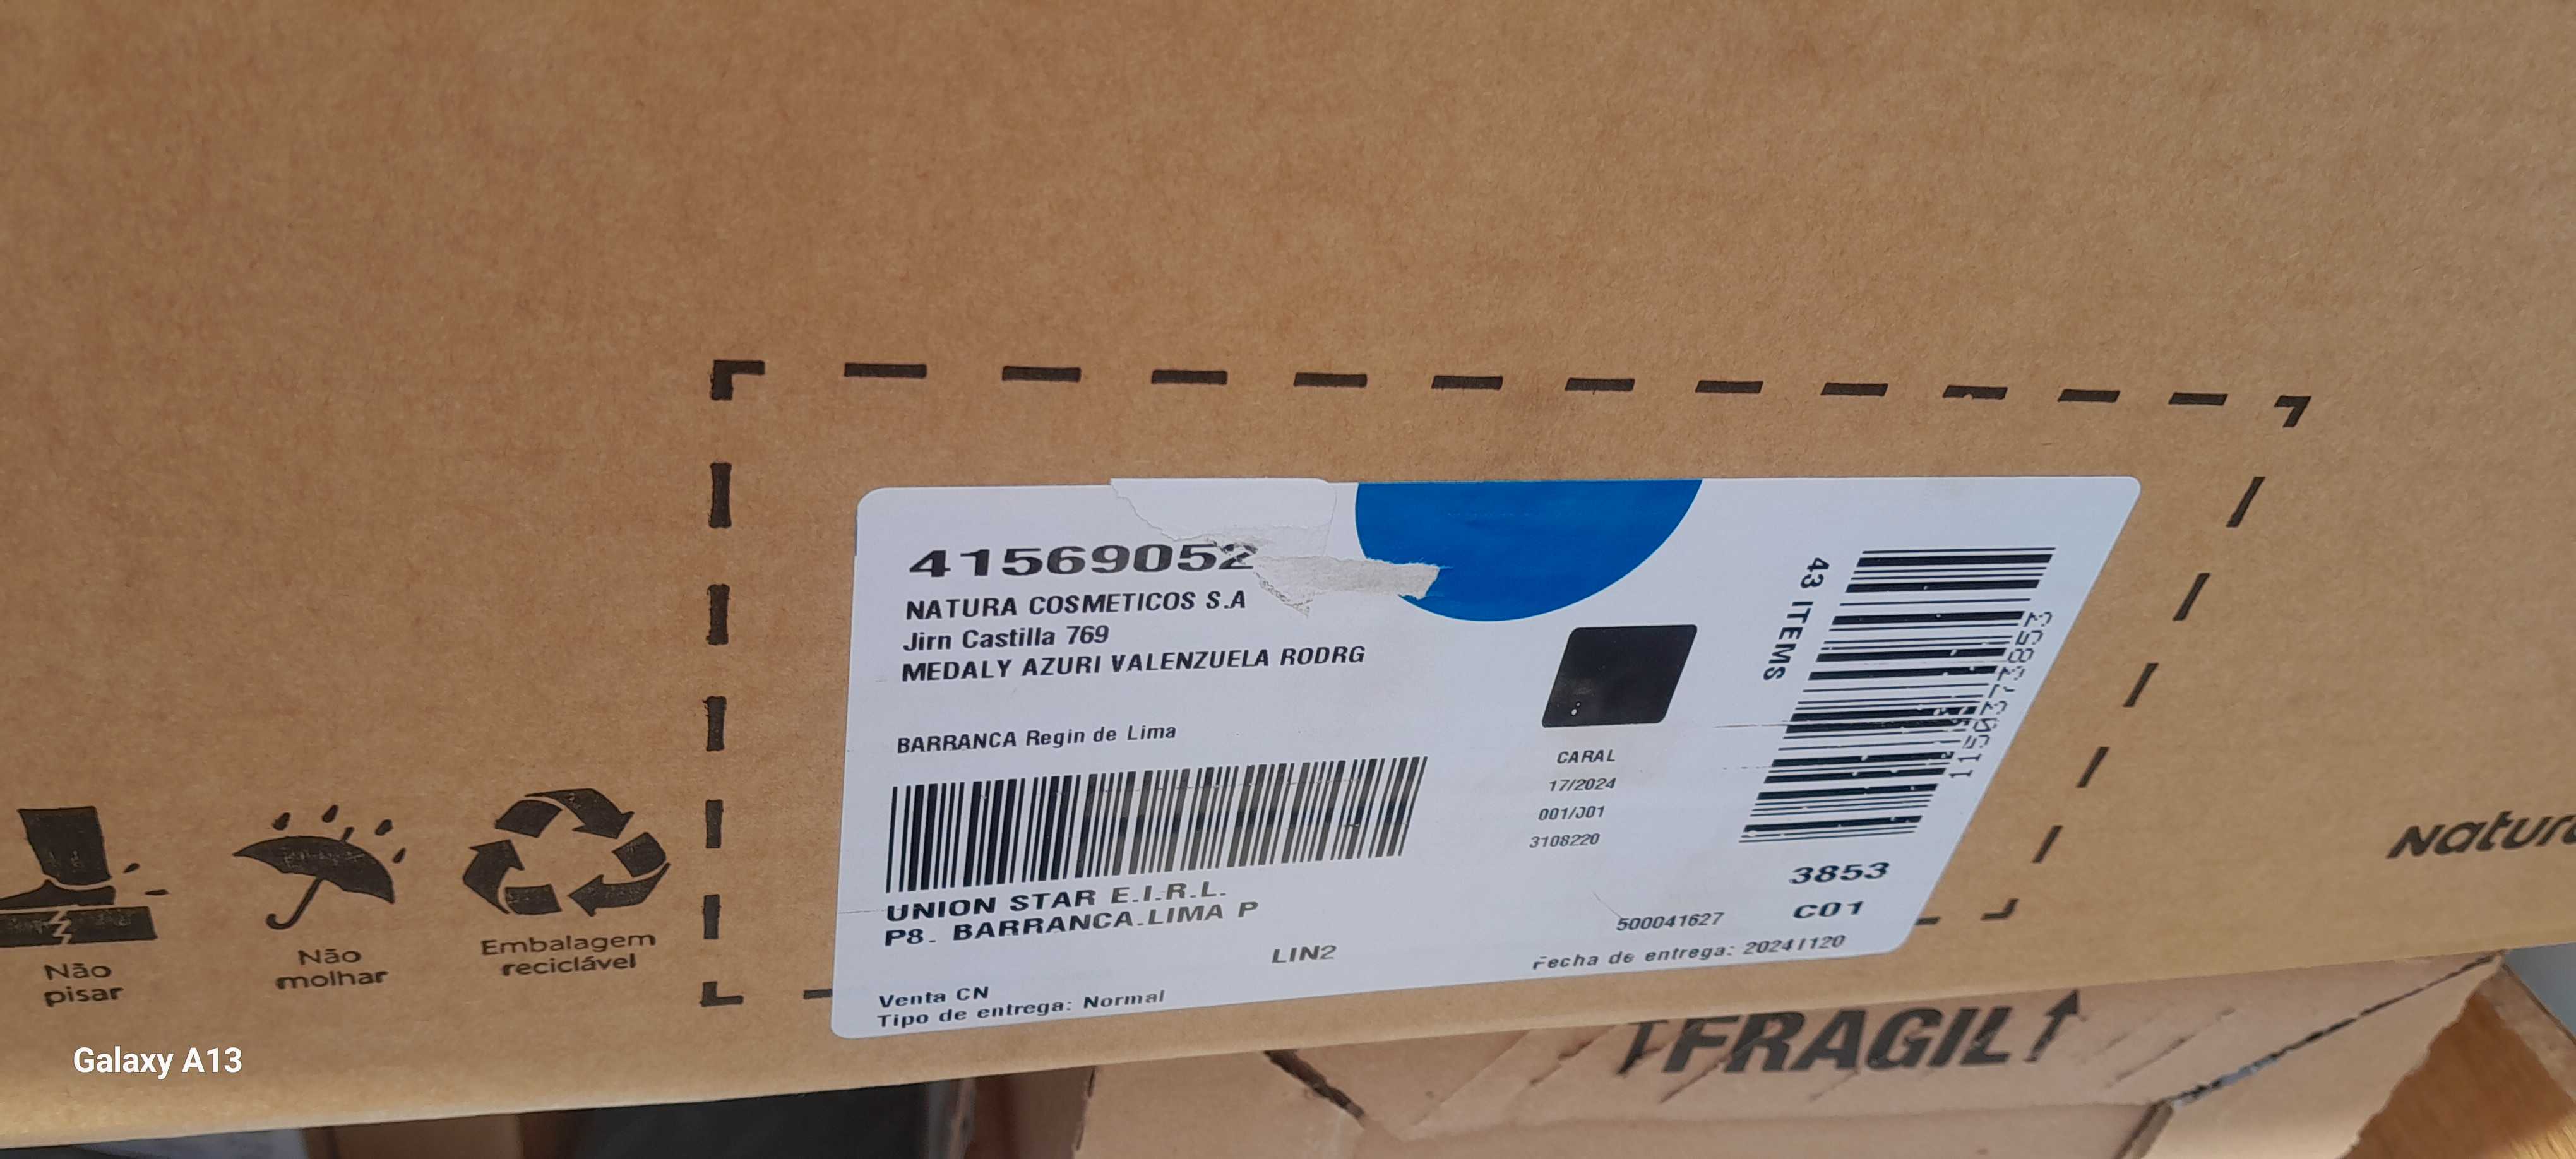 41569052
NATURA COSMETICOS S.A
Jirn Castilla 769
MEDALY AZURI VALENZUELA RODRG
BARRANCA Regin de Lima
UNION STAR E.I.R.L.
P8. BARRANCA.LIMA P
LIN2
Venta CN
Tipo de entrega: Normal
CARAL
17/2024
001/001
3108220
43 ITEMS
3853
C01
500041627
Fecha de entrega: 20241120
Não
pisar
Não
molhar
Embalagem
reciclável
FRAGIL
Galaxy A13